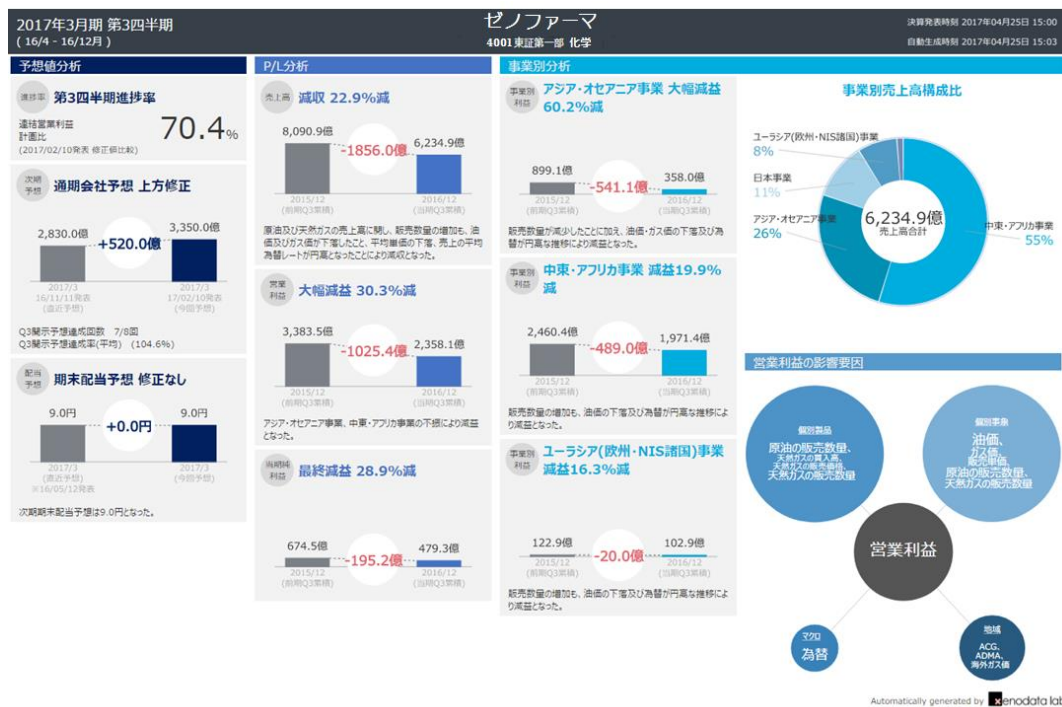 2017年3月期 第3四半期
( 16/4 - 16/12月 )
ゼノファーマ
4001 東証第一部 化学
決算発表時刻 2017年04月25日 15:00
自動生成時刻 2017年04月25日 15:03
予想値分析
進捗率 第3四半期進捗率
連結営業利益
計画比
(2017/02/10発表 修正値比較)
70.4%
次期
予想
通期会社予想 上方修正
2,830.0億
+520.0億
3,350.0億
2017/3
16/11/11発表
(直近予想)
2017/3
17/02/10発表
(今回予想)
Q3開示予想達成回数 7/8回
Q3開示予想達成率(平均) (104.6%)
配当
予想
期末配当予想 修正なし
9.0円
+0.0円
9.0円
2017/3
(直近予想)
※16/05/12発表
2017/3
(今回予想)
次期期末配当予想は9.0円となった。
P/L分析
売上高 減収 22.9%減
8,090.9億
-1856.0億
6,234.9億
2015/12
(前期Q3累積)
2016/12
(当期Q3累積)
原油及び天然ガスの売上高に関し、販売数量の増加も、油
価及びガス価が下落したこと、平均単価の下落、売上の平均
為替レートが円高となったことにより減収となった。
営業
利益
大幅減益 30.3%減
3,383.5億
-1025.4億
2,358.1億
2015/12
(前期Q3累積)
2016/12
(当期Q3累積)
アジア・オセアニア事業、中東・アフリカ事業の不振により減益
となった。
当期純
利益
最終減益 28.9%減
674.5億
-195.2億
479.3億
2015/12
(前期Q3累積)
2016/12
(当期Q3累積)
事業別分析
事業別
利益
アジア・オセアニア事業 大幅減益
60.2%減
899.1億
-541.1億
358.0億
2015/12
(前期Q3累積)
2016/12
(当期Q3累積)
販売数量が減少したことに加え、油価・ガス価の下落及び為
替が円高な推移により減益となった。
事業別
利益
中東・アフリカ事業 減益19.9%
減
2,460.4億
-489.0億
1,971.4億
2015/12
(前期Q3累積)
2016/12
(当期Q3累積)
販売数量の増加も、油価の下落及び為替が円高な推移によ
り減益となった。
事業別
利益
ユーラシア(欧州・NIS諸国)事業
減益16.3%減
122.9億
-20.0億
102.9億
2015/12
(前期Q3累積)
2016/12
(当期Q3累積)
販売数量の増加も、油価の下落及び為替が円高な推移によ
り減益となった。
事業別売上高構成比
ユーラシア(欧州・NIS諸国)事業
8%
日本事業
11%
アジア・オセアニア事業
26%
6,234.9億
売上高合計
中東・アフリカ事業
55%
営業利益の影響要因
個別製品
原油の販売数量、
天然ガスの買入高、
天然ガスの販売価格、
天然ガスの販売数量
個別事象
油価、
ガス価、
販売単価、
原油の販売数量、
天然ガスの販売数量
営業利益
マクロ
為替
地域
ACG、
ADMA、
海外ガス価
Automatically generated by xenodata lab